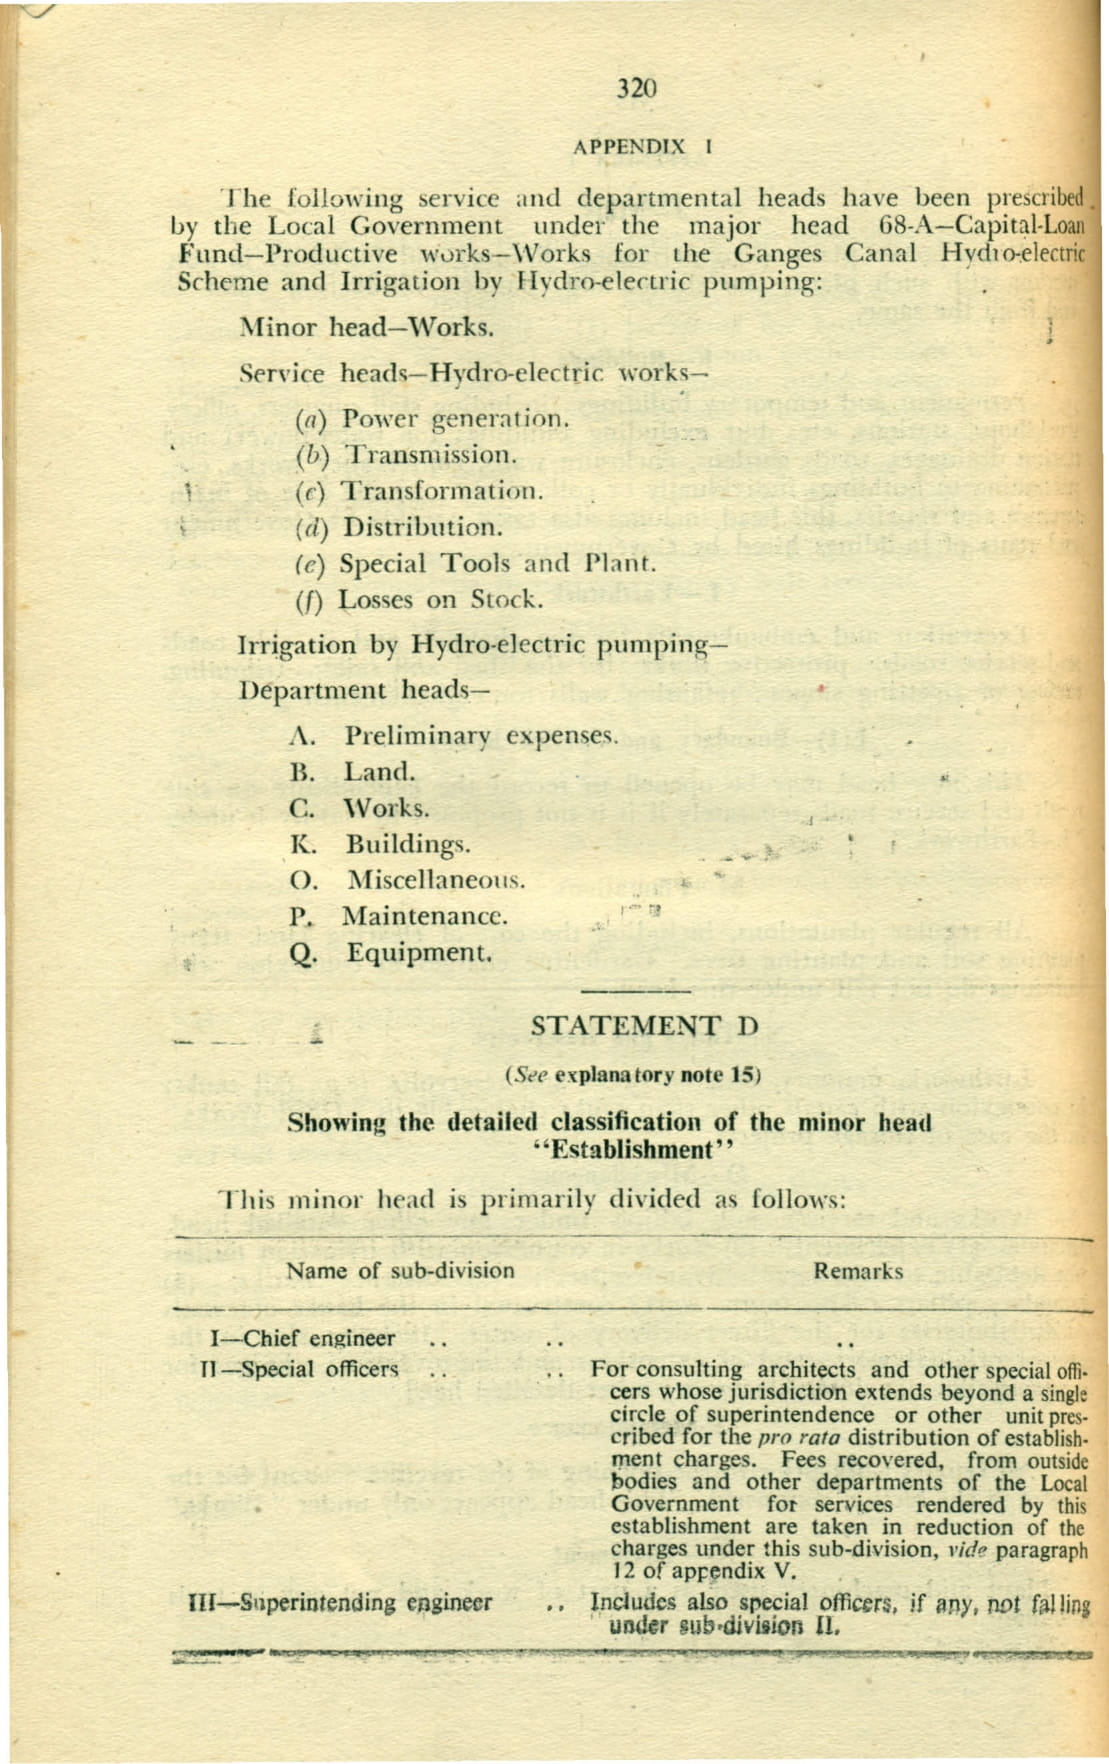 320
APPENDIX I
The following service and departmental heads have been prescribed
by the Local Government under the major head 68-A—Capital-Loan
Fund—Productive works—Works for the Ganges Canal Hydro-electric
Scheme and Irrigation by Hydro-electric pumping:
Minor head—Works.
Service heads—Hydro-electric works—
(a) Power generation.
(b) Transmission.
(c) Transformation.
(d) Distribution.
(e) Special Tools and Plant.
(f) Losses on Stock.
Irrigation by Hydro-electric pumping—
Department heads—
A. Preliminary expenses.
B. Land.
C. Works.
K. Buildings.
O. Miscellaneous.
P. Maintenance.
Q. Equipment.
STATEMENT D
(See explanatory note 15)
Showing the detailed classification of the minor head
"Establishment"
This minor head is primarily divided as follows:
Name of sub-division Remarks
I—Chief engineer .. .. ..
II—Special officers .. .. For consulting architects and other special offi-
cers whose jurisdiction extends beyond a single
circle of superintendence or other unit pres-
cribed for the pro rata distribution of establish-
ment charges. Fees recovered, from outside
bodies and other departments of the Local
Government for services rendered by this
establishment are taken in reduction of the
charges under this sub-division, vide paragraph
12 of appendix V.
III—Superintending engineer .. Includes also special officers, if any, not falling
under sub-division II.